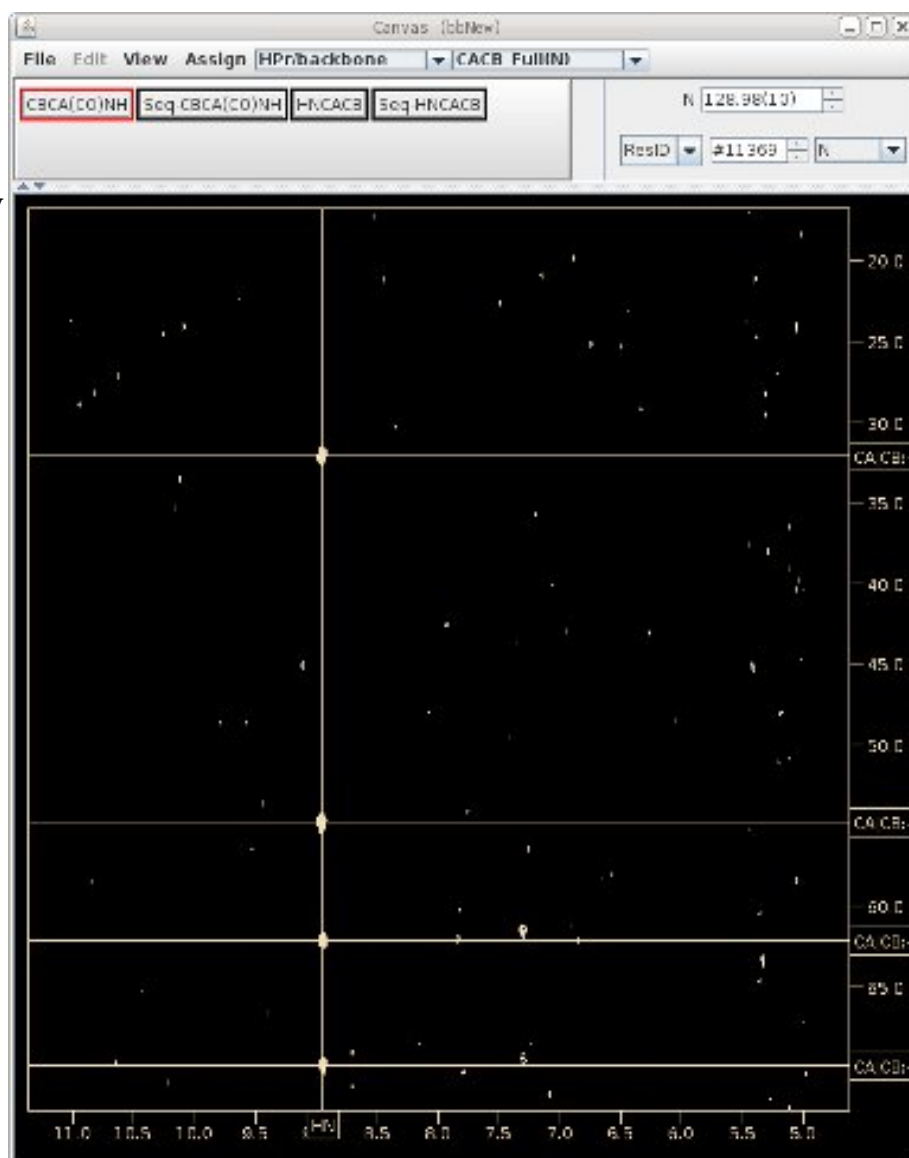 Canvas (bbNew)
File Edit View Assign HPr/backbone CACB Full(N)
CBCA(CO)NH Seq-CBCA(CO)NH HNCACB Seq-HNCACB
N 128.98(10)
ResID #11369 N
20.0
25.0
30.0
CA CB:
35.0
40.0
45.0
50.0
CA CB:
60.0
CA CB:
65.0
CA CB:
11.0 10.5 10.0 9.5 HN 8.5 8.0 7.5 7.0 6.5 6.0 5.5 5.0